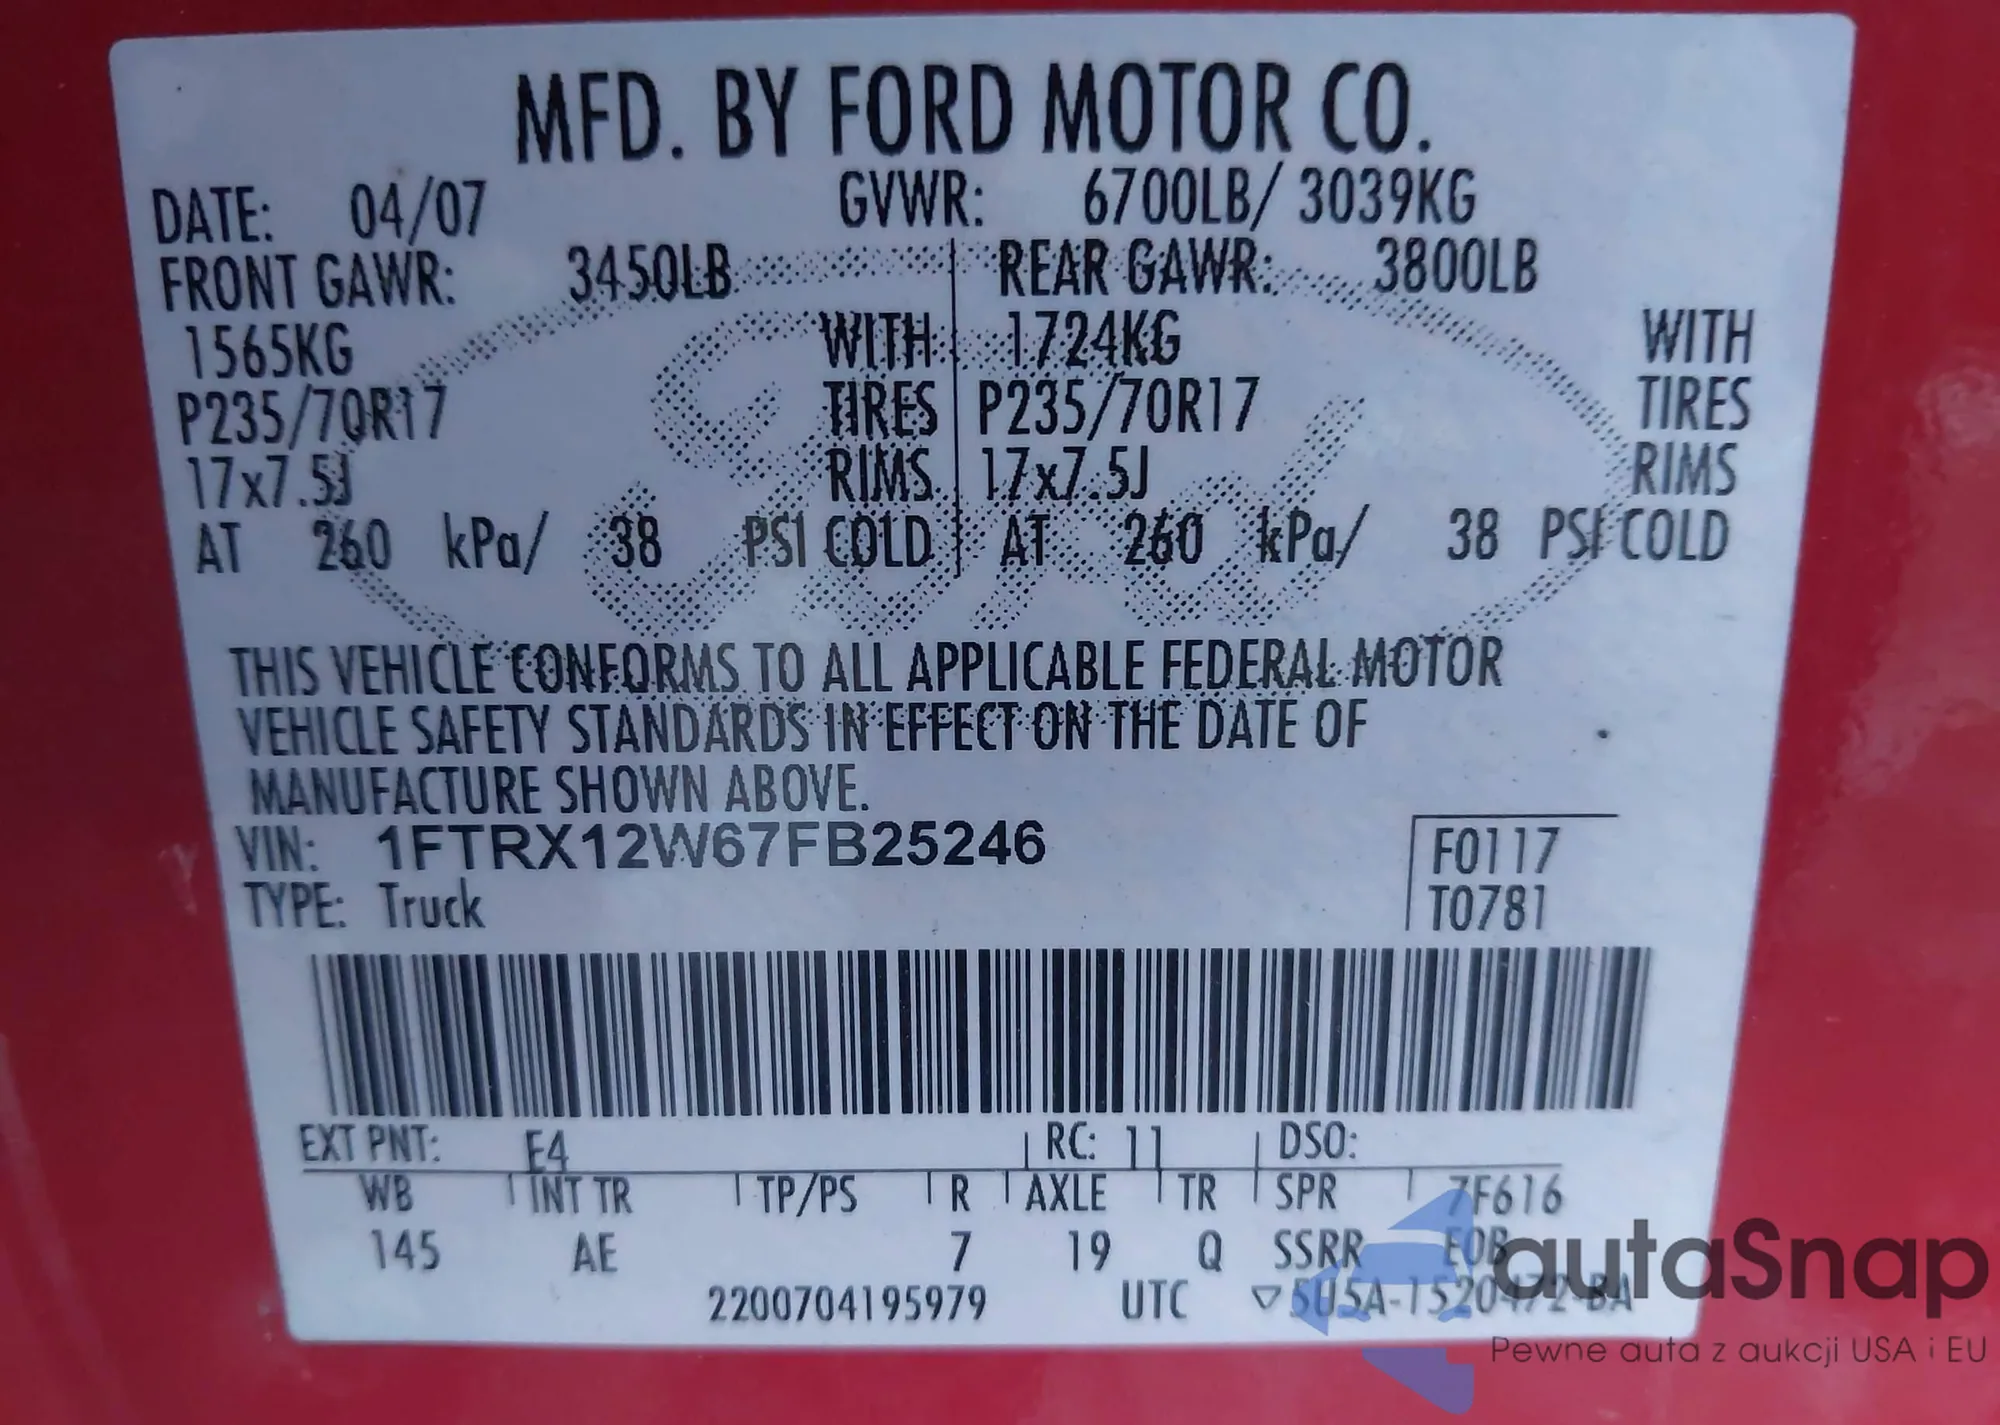 MFD. BY FORD MOTOR CO.
DATE: 04/07 GVWR: 6700LB/ 3039KG
FRONT GAWR: 3450LB REAR GAWR: 3800LB
1565KG WITH 1724KG WITH
P235/70R17 TIRES P235/70R17 TIRES
17x7.5J RIMS 17x7.5J RIMS
AT 260 kPa/ 38 PSI COLD AT 260 kPa/ 38 PSI COLD
Ford
THIS VEHICLE CONFORMS TO ALL APPLICABLE FEDERAL MOTOR
VEHICLE SAFETY STANDARDS IN EFFECT ON THE DATE OF
MANUFACTURE SHOWN ABOVE.
VIN: 1FTRX12W67FB25246 F0117
TYPE: Truck T0781
EXT PNT: E4 RC: 11 DSO:
WB INT TR TP/PS R AXLE TR SPR 7F616
145 AE 7 19 Q SSRR E0B
2200704195979 UTC ▽ 5U5A-1520472-BA
autaSnap
Pewne auta z aukcji USA i EU